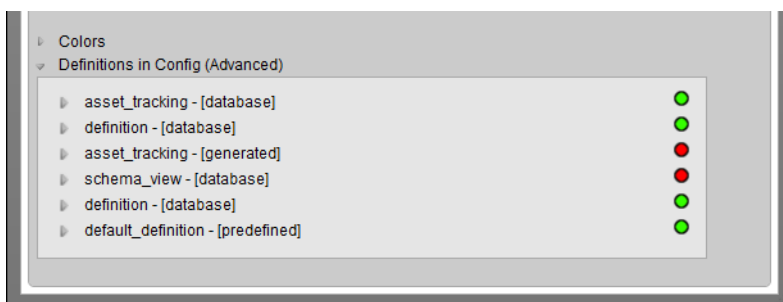 Colors
Definitions in Config (Advanced)
asset_tracking - [database]
definition - [database]
asset_tracking - [generated]
schema_view - [database]
definition - [database]
default_definition - [predefined]